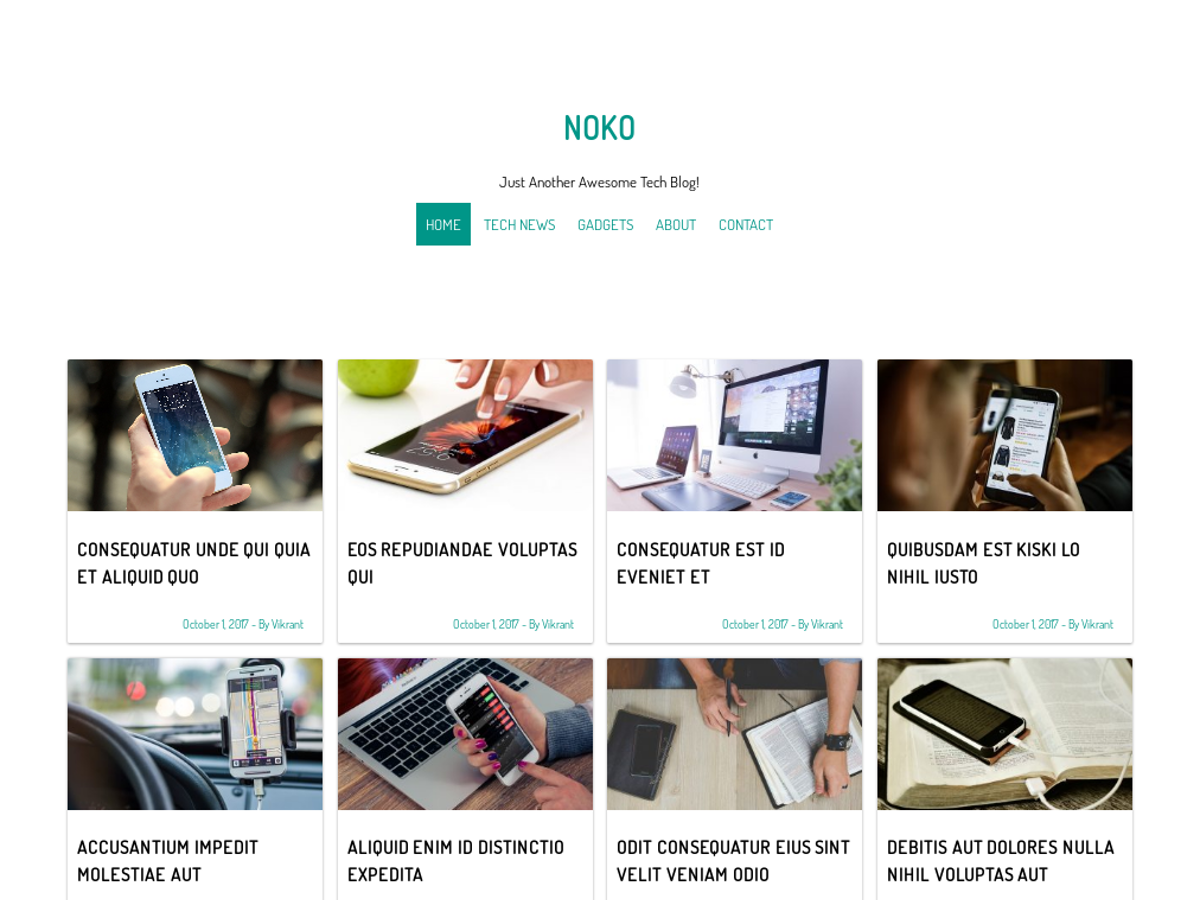 NOKO
Just Another Awesome Tech Blog!
HOME TECH NEWS GADGETS ABOUT CONTACT
CONSEQUATUR UNDE QUI QUIA
ET ALIQUID QUO
October 1, 2017 - By Vikrant
EOS REPUDIANDAE VOLUPTAS
QUI
October 1, 2017 - By Vikrant
CONSEQUATUR EST ID
EVENIET ET
October 1, 2017 - By Vikrant
QUIBUSDAM EST KISKI LO
NIHIL IUSTO
October 1, 2017 - By Vikrant
ACCUSANTIUM IMPEDIT
MOLESTIAE AUT
ALIQUID ENIM ID DISTINCTIO
EXPEDITA
ODIT CONSEQUATUR EIUS SINT
VELIT VENIAM ODIO
DEBITIS AUT DOLORES NULLA
NIHIL VOLUPTAS AUT